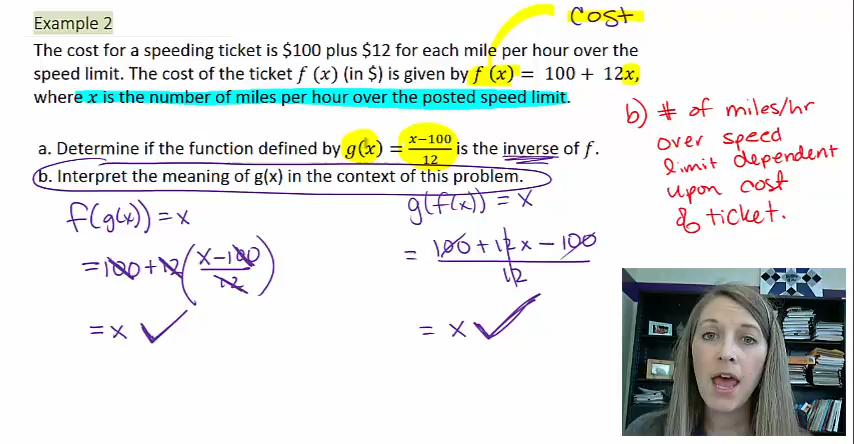 cost
Example 2
The cost for a speeding ticket is $100 plus $12 for each mile per hour over the
speed limit. The cost of the ticket f (x) (in $) is given by f (x) = 100 + 12x,
where x is the number of miles per hour over the posted speed limit.
a. Determine if the function defined by g(x) = x−100/12 is the inverse of f.
b. Interpret the meaning of g(x) in the context of this problem.
b) # of miles/hr
over speed
limit dependent
upon cost
of ticket.
f(g(x)) = x
= 100 + 12(x-100/12)
= x ✓
g(f(x)) = x
= 100 + 12x - 100/12
= x ✓